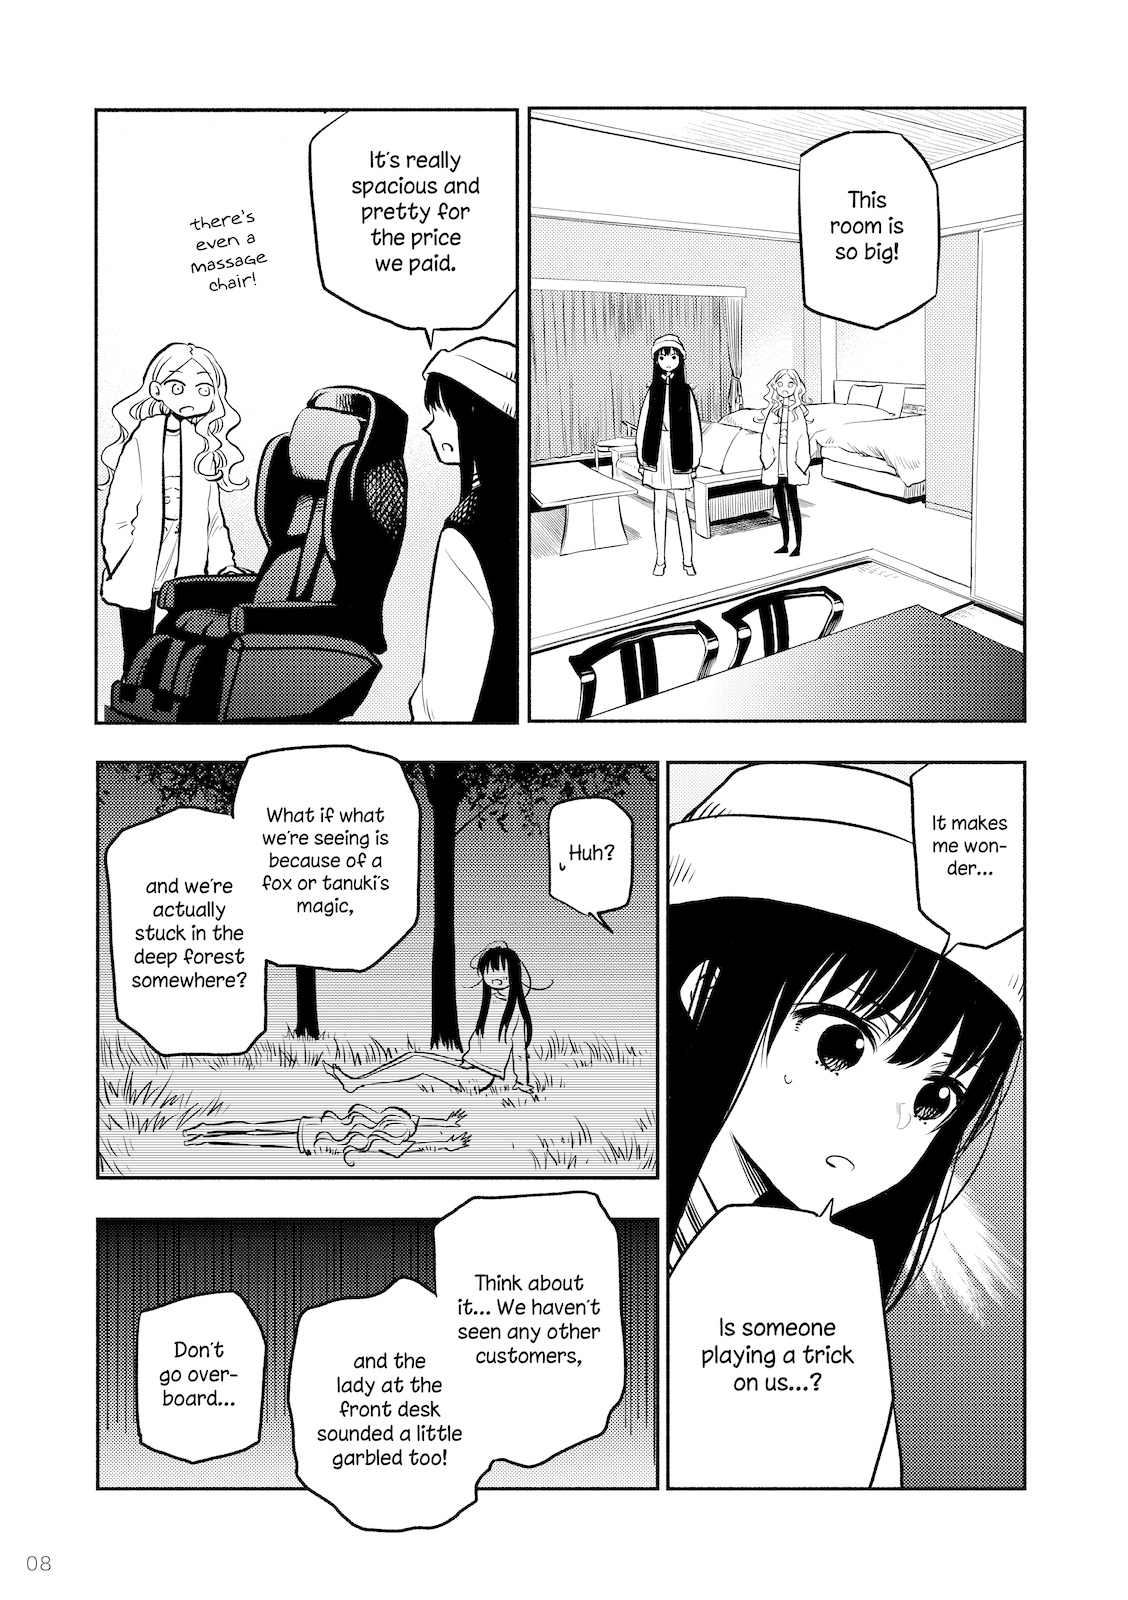 This
room is
so big!
It's really
spacious and
pretty for
the price
we paid.
there's
even a
massage
chair!
It makes
me won-
der...
Is someone
playing a trick
on us...?
Huh?
What if what
we're seeing is
because of a
fox or tanuki's
magic,
and we're
actually
stuck in the
deep forest
somewhere?
Think about
it... We haven't
seen any other
customers,
and the
lady at the
front desk
sounded a little
garbled too!
Don't
go over-
board...
08